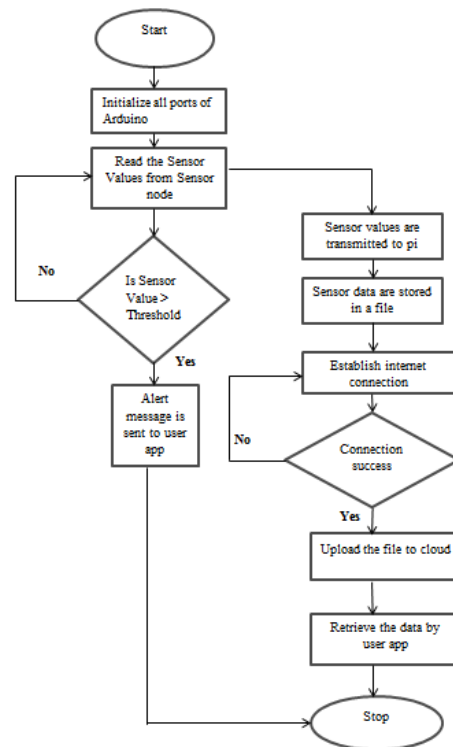 Start
Initialize all ports of
Arduino
Read the Sensor
Values from Sensor
node
No
Is Sensor
Value >
Threshold
Yes
Alert
message is
sent to user
app
Sensor values are
transmitted to pi
Sensor data are stored
in a file
Establish internet
connection
No
Connection
success
Yes
Upload the file to cloud
Retrieve the data by
user app
Stop